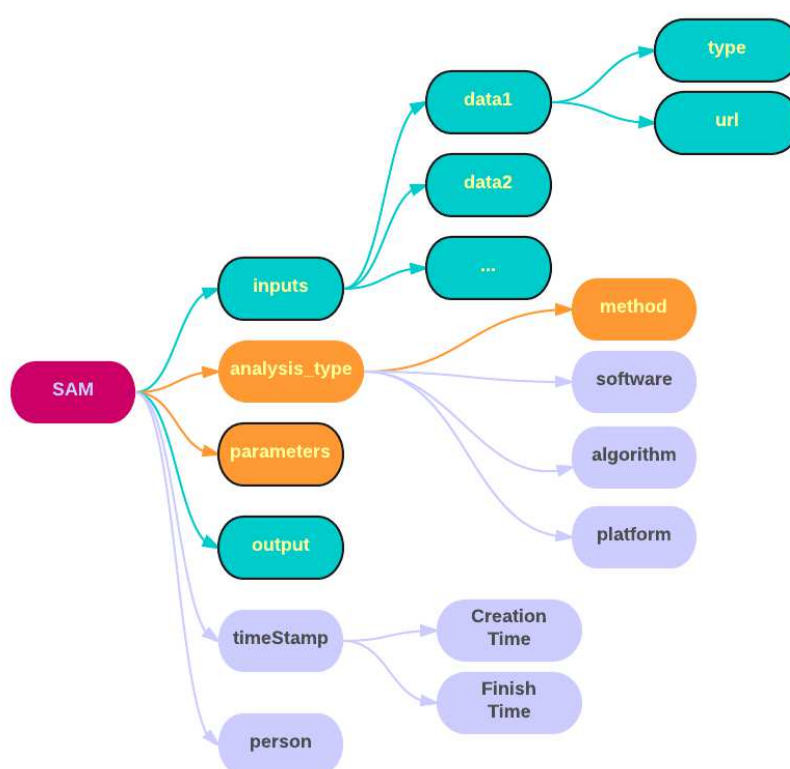 type
data1
url
data2
...
inputs
method
analysis_type
software
SAM
algorithm
parameters
platform
output
Creation
Time
timeStamp
Finish
Time
person